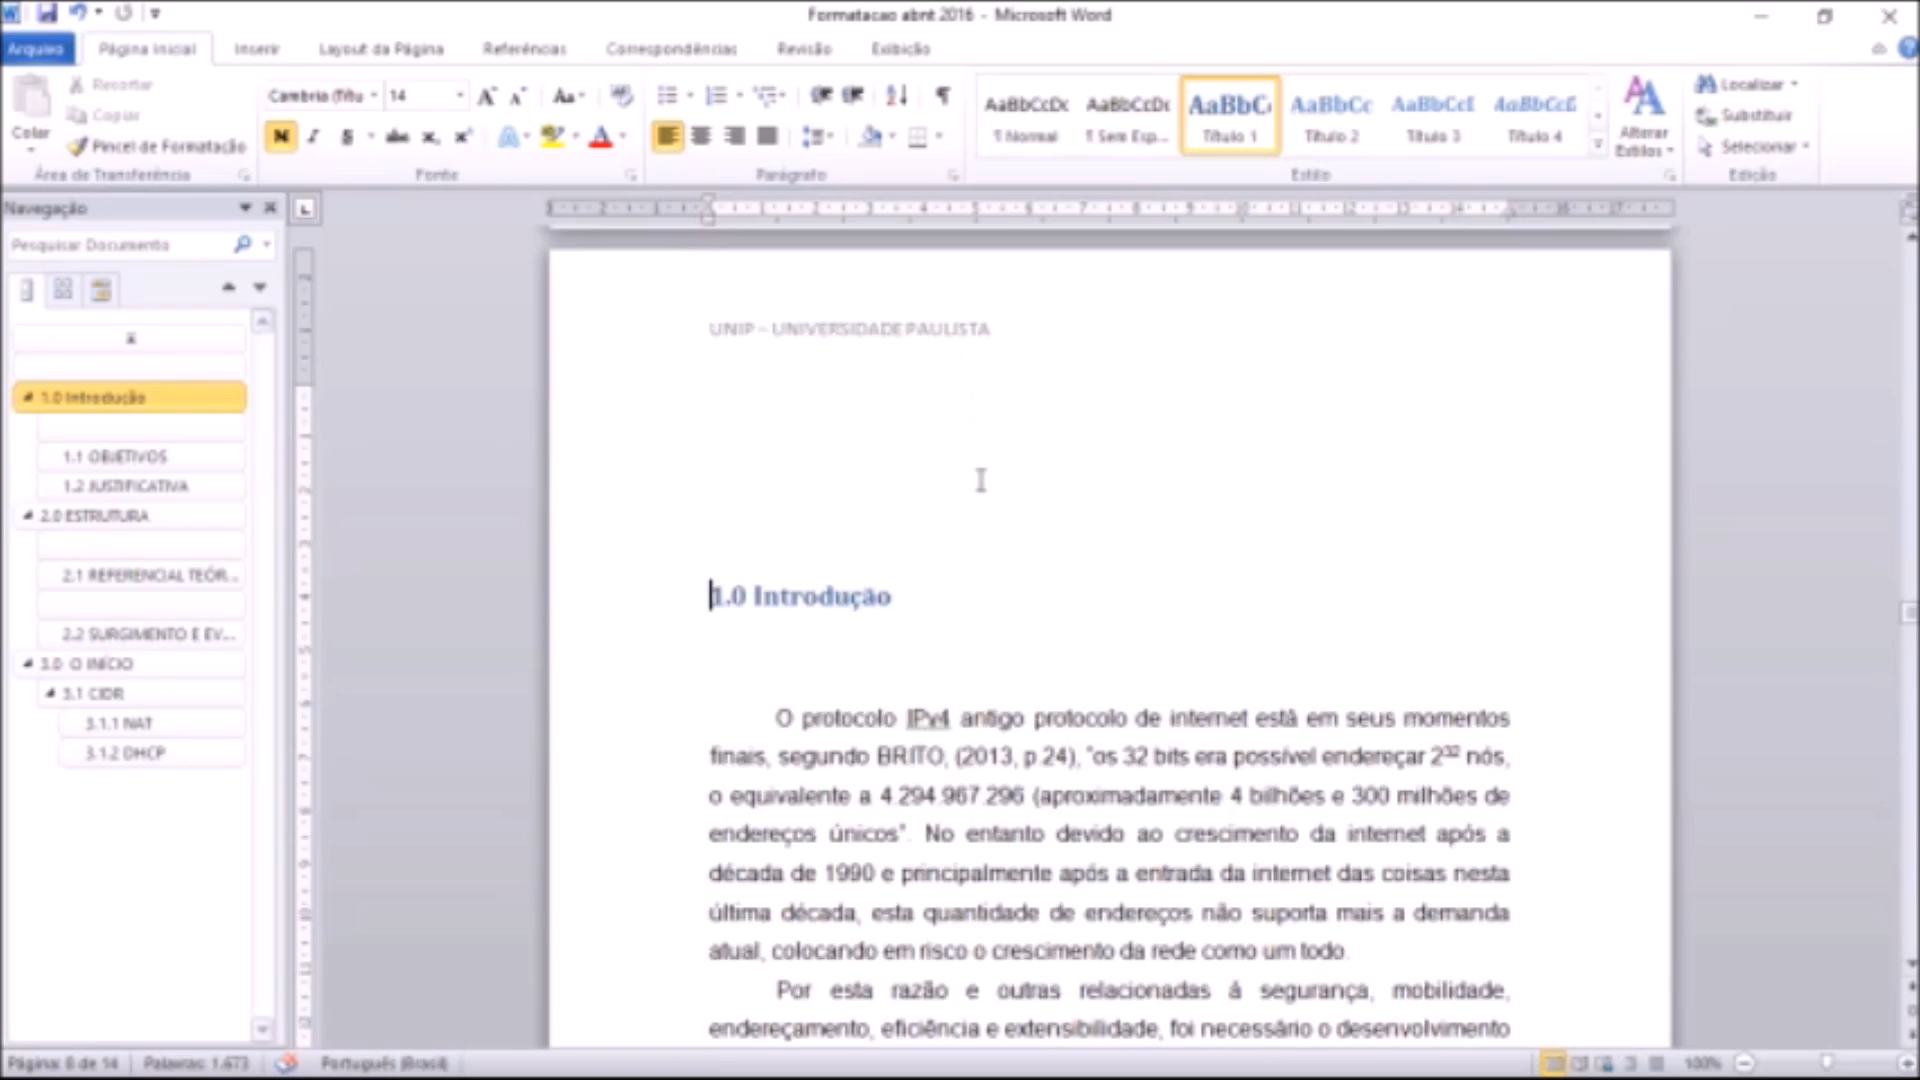 Formatacao abnt 2016 - Microsoft Word
Arquivo Página Inicial Inserir Layout da Página Referências Correspondências Revisão Exibição
Colar
Recortar
Copiar
Pincel de Formatação
Área de Transferência
Cambria (Títu 14
N I S abc x, x'
Fonte
Parágrafo
AaBbCcDc AaBbCcDc AaBbC AaBbCc AaBbCcI AaBbCcD
¶ Normal ¶ Sem Esp... Título 1 Título 2 Título 3 Título 4
Alterar Estilos
Estilo
Localizar
Substituir
Selecionar
Edição
Navegação
Pesquisar Documento
1.0 Introdução
1.1 OBJETIVOS
1.2 JUSTIFICATIVA
2.0 ESTRUTURA
2.1 REFERENCIAL TEÓR...
2.2 SURGIMENTO E EV...
3.0 O INÍCIO
3.1 CIDR
3.1.1 NAT
3.1.2 DHCP
UNIP – UNIVERSIDADE PAULISTA
1.0 Introdução
O protocolo IPv4 antigo protocolo de internet está em seus momentos
finais, segundo BRITO, (2013, p.24), "os 32 bits era possível endereçar 2³² nós,
o equivalente a 4.294.967.296 (aproximadamente 4 bilhões e 300 milhões de
endereços únicos". No entanto devido ao crescimento da internet após a
década de 1990 e principalmente após a entrada da internet das coisas nesta
última década, esta quantidade de endereços não suporta mais a demanda
atual, colocando em risco o crescimento da rede como um todo.
Por esta razão e outras relacionadas á segurança, mobilidade,
endereçamento, eficiência e extensibilidade, foi necessário o desenvolvimento
Página: 8 de 14 Palavras: 1.673 Português (Brasil) 100%